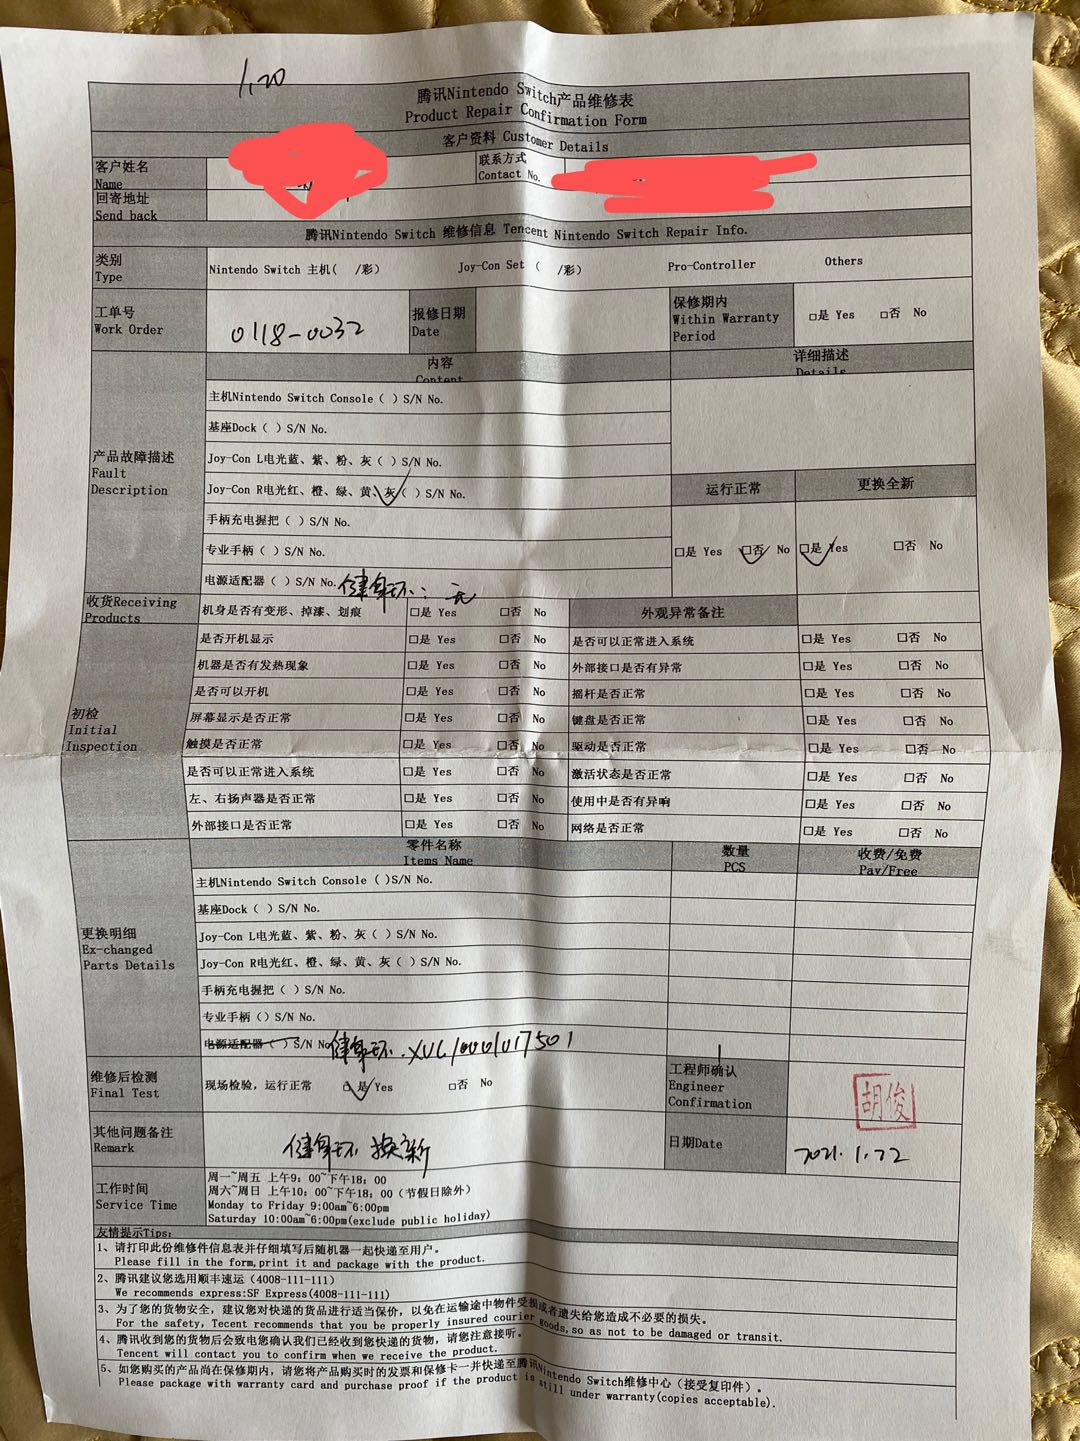 1.20
腾讯Nintendo Switch产品维修表
Product Repair Confirmation Form
客户资料 Customer Details
客户姓名
Name
联系方式
Contact No.
回寄地址
Send back
腾讯Nintendo Switch 维修信息 Tencent Nintendo Switch Repair Info.
类别
Type
Nintendo Switch 主机( /彩) Joy-Con Set ( /彩) Pro-Controller Others
工单号
Work Order
0118-0032
报修日期
Date
保修期内
Within Warranty
Period
□是 Yes □否 No
产品故障描述
Fault
Description
内容
Content
详细描述
Details
主机Nintendo Switch Console ( ) S/N No.
基座Dock ( ) S/N No.
Joy-Con L电光蓝、紫、粉、灰( ) S/N No.
Joy-Con R电光红、橙、绿、黄、灰( ) S/N No.
手柄充电握把 ( ) S/N No.
专业手柄 ( ) S/N No.
电源适配器 ( ) S/N No. 健身环：无
运行正常 更换全新
□是 Yes □否 No □是 Yes □否 No
收货Receiving
Products
机身是否有变形、掉漆、划痕 □是 Yes □否 No 外观异常备注
初检
Initial
Inspection
是否开机显示 □是 Yes □否 No 是否可以正常进入系统 □是 Yes □否 No
机器是否有发热现象 □是 Yes □否 No 外部接口是否有异常 □是 Yes □否 No
是否可以开机 □是 Yes □否 No 摇杆是否正常 □是 Yes □否 No
屏幕显示是否正常 □是 Yes □否 No 键盘是否正常 □是 Yes □否 No
触摸是否正常 □是 Yes □否 No 驱动是否正常 □是 Yes □否 No
是否可以正常进入系统 □是 Yes □否 No 激活状态是否正常 □是 Yes □否 No
左、右扬声器是否正常 □是 Yes □否 No 使用中是否有异响 □是 Yes □否 No
外部接口是否正常 □是 Yes □否 No 网络是否正常 □是 Yes □否 No
更换明细
Ex-changed
Parts Details
零件名称
Items Name
数量
PCS
收费/免费
Pay/Free
主机Nintendo Switch Console ( )S/N No.
基座Dock ( ) S/N No.
Joy-Con L电光蓝、紫、粉、灰( ) S/N No.
Joy-Con R电光红、橙、绿、黄、灰( ) S/N No.
手柄充电握把 ( ) S/N No.
专业手柄 () S/N No.
电源适配器 ( ) S/N No 健身环.XUC10001017501
维修后检测
Final Test
现场检验，运行正常 □是 Yes □否 No
工程师确认
Engineer
Confirmation
胡俊
其他问题备注
Remark
健身环 换新
日期Date
2021.1.22
工作时间
Service Time
周一~周五 上午9：00~下午18：00
周六~周日 上午10：00~下午18：00（节假日除外）
Monday to Friday 9:00am~6:00pm
Saturday 10:00am~6:00pm(exclude public holiday)
友情提示Tips:
1、请打印此份维修件信息表并仔细填写后随机器一起快递至用户。
Please fill in the form,print it and package with the product.
2、腾讯建议您选用顺丰速运（4008-111-111）
We recommends express:SF Express(4008-111-111)
3、为了您的货物安全，建议您对快递的货品进行适当保价，以免在运输途中物件受损或者遗失给您造成不必要的损失。
For the safety, Tecent recommends that you be properly insured courier goods,so as not to be damaged or transit.
4、腾讯收到您的货物后会致电您确认我们已经收到您快递的货物，请您注意接听。
Tencent will contact you to confirm when we receive the product.
5、如您购买的产品尚在保修期内，请您将产品购买时的发票和保修卡一并快递至腾讯Nintendo Switch维修中心（接受复印件）。
Please package with warranty card and purchase proof if the product is still under warranty(copies acceptable).